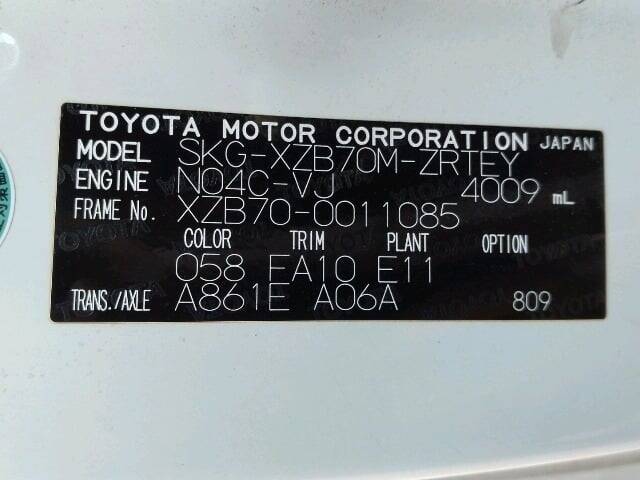 TOYOTA MOTOR CORPORATION JAPAN
MODEL SKG-XZB70M-ZRTEY
ENGINE N04C-VJ 4009 mL
FRAME No. XZB70-0011085
COLOR TRIM PLANT OPTION
058 FA10 E11
TRANS./AXLE A861E A06A 809